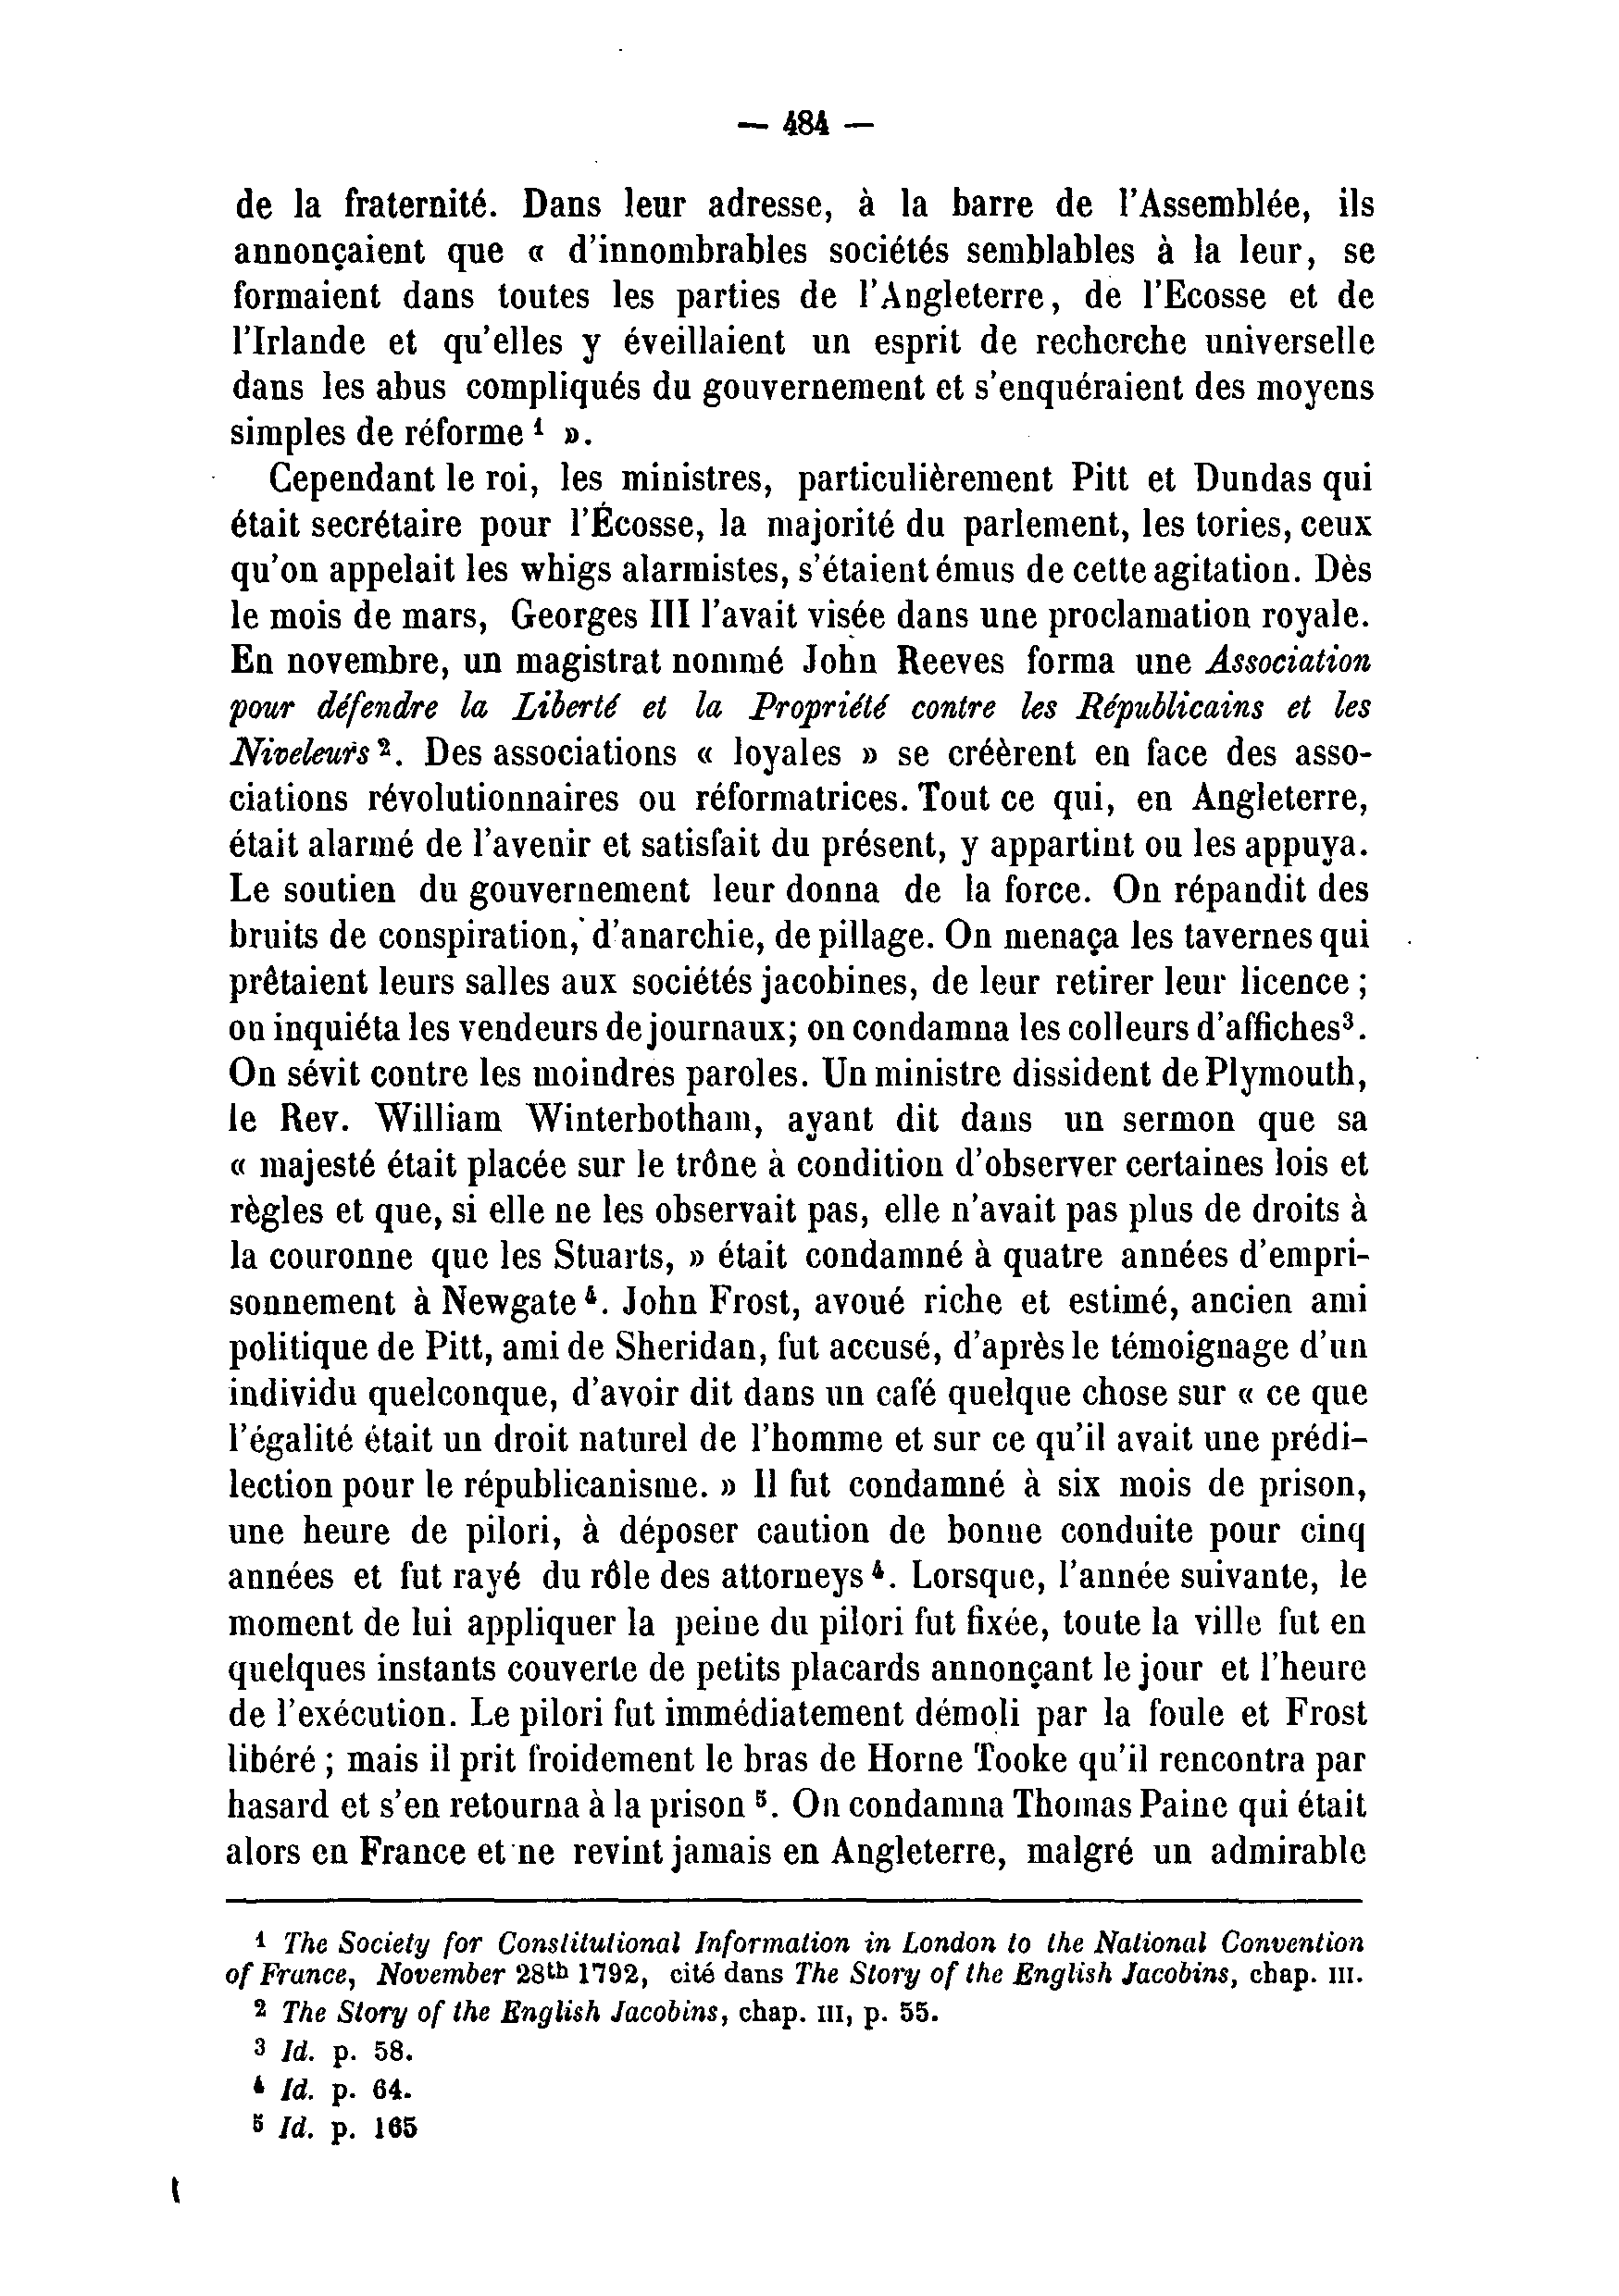 — 484 —
de la fraternité. Dans leur adresse, à la barre de l'Assemblée, ils
annonçaient que « d'innombrables sociétés semblables à la leur, se
formaient dans toutes les parties de l'Angleterre, de l'Ecosse et de
l'Irlande et qu'elles y éveillaient un esprit de recherche universelle
dans les abus compliqués du gouvernement et s'enquéraient des moyens
simples de réforme ¹ ».
Cependant le roi, les ministres, particulièrement Pitt et Dundas qui
était secrétaire pour l'Écosse, la majorité du parlement, les tories, ceux
qu'on appelait les whigs alarmistes, s'étaient émus de cette agitation. Dès
le mois de mars, Georges III l'avait visée dans une proclamation royale.
En novembre, un magistrat nommé John Reeves forma une Association
pour défendre la Liberté et la Propriété contre les Républicains et les
Niveleurs ². Des associations « loyales » se créèrent en face des asso-
ciations révolutionnaires ou réformatrices. Tout ce qui, en Angleterre,
était alarmé de l'avenir et satisfait du présent, y appartint ou les appuya.
Le soutien du gouvernement leur donna de la force. On répandit des
bruits de conspiration, d'anarchie, de pillage. On menaça les tavernes qui
prêtaient leurs salles aux sociétés jacobines, de leur retirer leur licence ;
on inquiéta les vendeurs de journaux; on condamna les colleurs d'affiches³.
On sévit contre les moindres paroles. Un ministre dissident de Plymouth,
le Rev. William Winterbotham, ayant dit dans un sermon que sa
« majesté était placée sur le trône à condition d'observer certaines lois et
règles et que, si elle ne les observait pas, elle n'avait pas plus de droits à
la couronne que les Stuarts, » était condamné à quatre années d'empri-
sonnement à Newgate ⁴. John Frost, avoué riche et estimé, ancien ami
politique de Pitt, ami de Sheridan, fut accusé, d'après le témoignage d'un
individu quelconque, d'avoir dit dans un café quelque chose sur « ce que
l'égalité était un droit naturel de l'homme et sur ce qu'il avait une prédi-
lection pour le républicanisme. » Il fut condamné à six mois de prison,
une heure de pilori, à déposer caution de bonne conduite pour cinq
années et fut rayé du rôle des attorneys ⁴. Lorsque, l'année suivante, le
moment de lui appliquer la peine du pilori fut fixée, toute la ville fut en
quelques instants couverte de petits placards annonçant le jour et l'heure
de l'exécution. Le pilori fut immédiatement démoli par la foule et Frost
libéré ; mais il prit froidement le bras de Horne Tooke qu'il rencontra par
hasard et s'en retourna à la prison ⁵. On condamna Thomas Paine qui était
alors en France et ne revint jamais en Angleterre, malgré un admirable
¹ The Society for Constitutional Information in London to the National Convention
of France, November 28th 1792, cité dans The Story of the English Jacobins, chap. III.
² The Story of the English Jacobins, chap. III, p. 55.
³ Id. p. 58.
⁴ Id. p. 64.
⁵ Id. p. 165